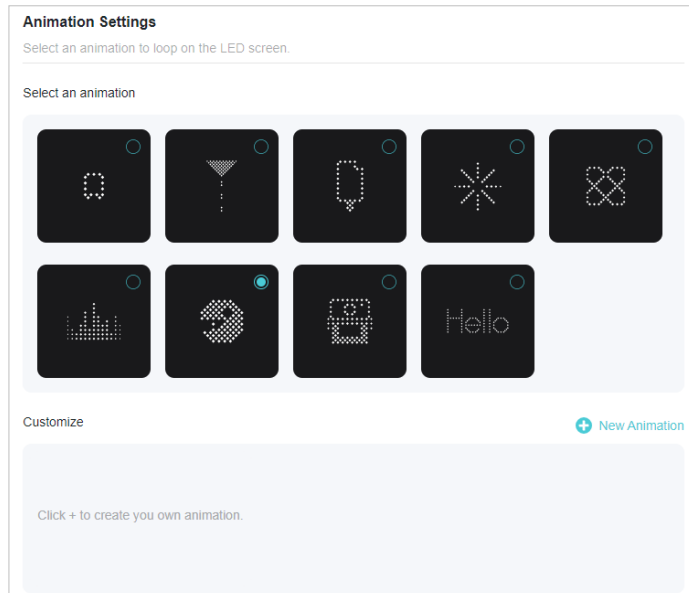 Animation Settings
Select an animation to loop on the LED screen.
Select an animation
Hello
Customize
New Animation
Click + to create you own animation.